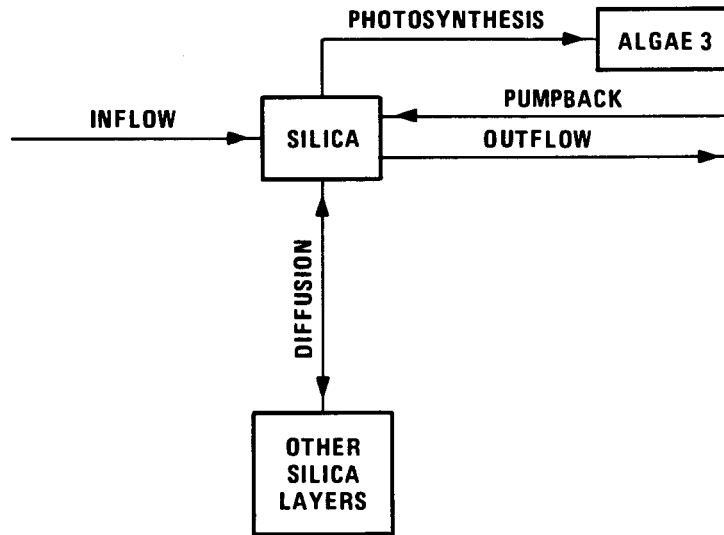 PHOTOSYNTHESIS
ALGAE 3
PUMPBACK
INFLOW
SILICA
OUTFLOW
DIFFUSION
OTHER
SILICA
LAYERS